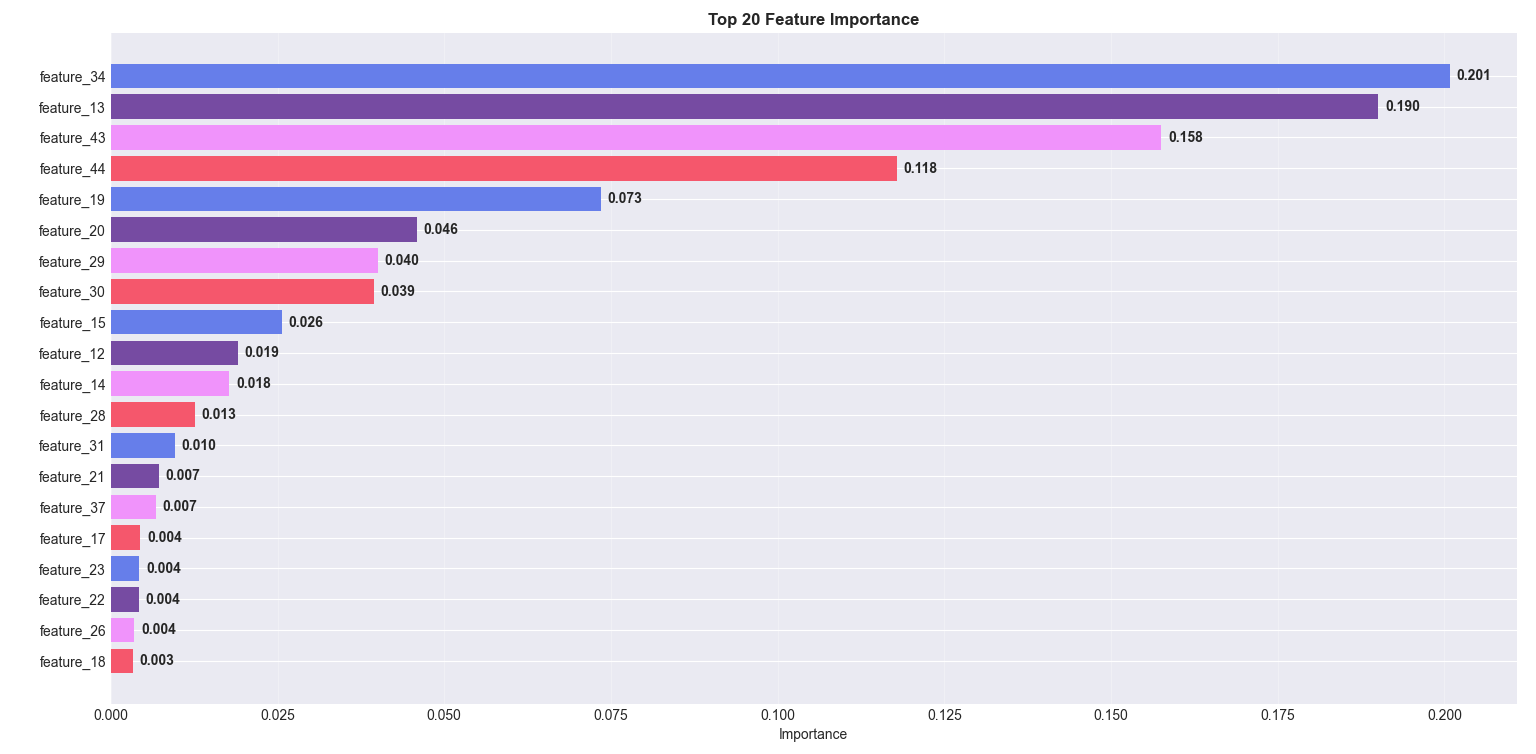 Top 20 Feature Importance
feature_34 0.201
feature_13 0.190
feature_43 0.158
feature_44 0.118
feature_19 0.073
feature_20 0.046
feature_29 0.040
feature_30 0.039
feature_15 0.026
feature_12 0.019
feature_14 0.018
feature_28 0.013
feature_31 0.010
feature_21 0.007
feature_37 0.007
feature_17 0.004
feature_23 0.004
feature_22 0.004
feature_26 0.004
feature_18 0.003
0.000 0.025 0.050 0.075 0.100 0.125 0.150 0.175 0.200
Importance